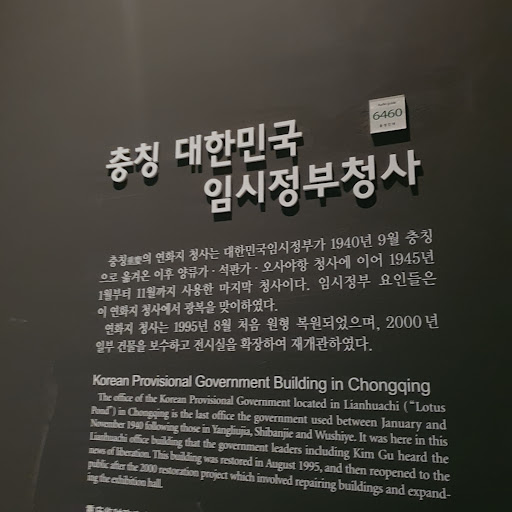 6460
충칭 대한민국
임시정부청사
충칭重慶의 연화지 청사는 대한민국임시정부가 1940년 9월 충칭
으로 옮겨온 이후 양류가·석판가·오사야항 청사에 이어 1945년
1월부터 11월까지 사용한 마지막 청사이다. 임시정부 요인들은
이 연화지 청사에서 광복을 맞이하였다.
연화지 청사는 1995년 8월 처음 원형 복원되었으며, 2000년
일부 건물을 보수하고 전시실을 확장하여 재개관하였다.
Korean Provisional Government Building in Chongqing
The office of the Korean Provisional Government located in Lianhuachi ("Lotus
Pond") in Chongqing is the last office the government used between January and
November 1940 following those in Yangliujia, Shibanjie and Wushiye. It was here in this
Lianhuachi office building that the government leaders including Kim Gu heard the
news of liberation. This building was restored in August 1995, and then reopened to the
public after the 2000 restoration project which involved repairing buildings and expand-
ing the exhibition hall.